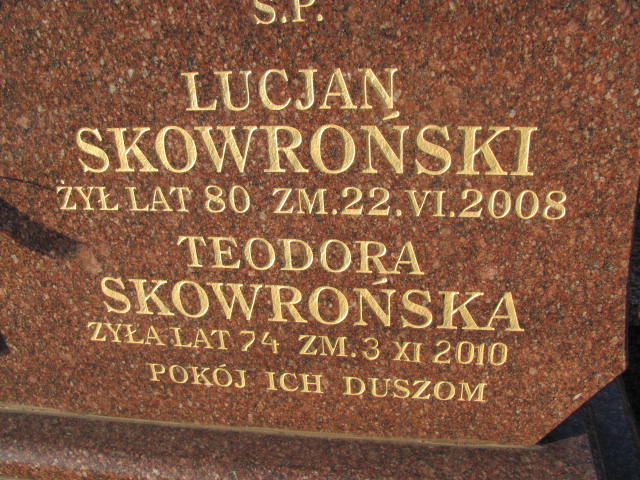 Ś.P.
LUCJAN
SKOWROŃSKI
ŻYŁ LAT 80 ZM.22.VI.2008
TEODORA
SKOWROŃSKA
ŻYŁA LAT 74 ZM.3 XI 2010
POKÓJ ICH DUSZOM